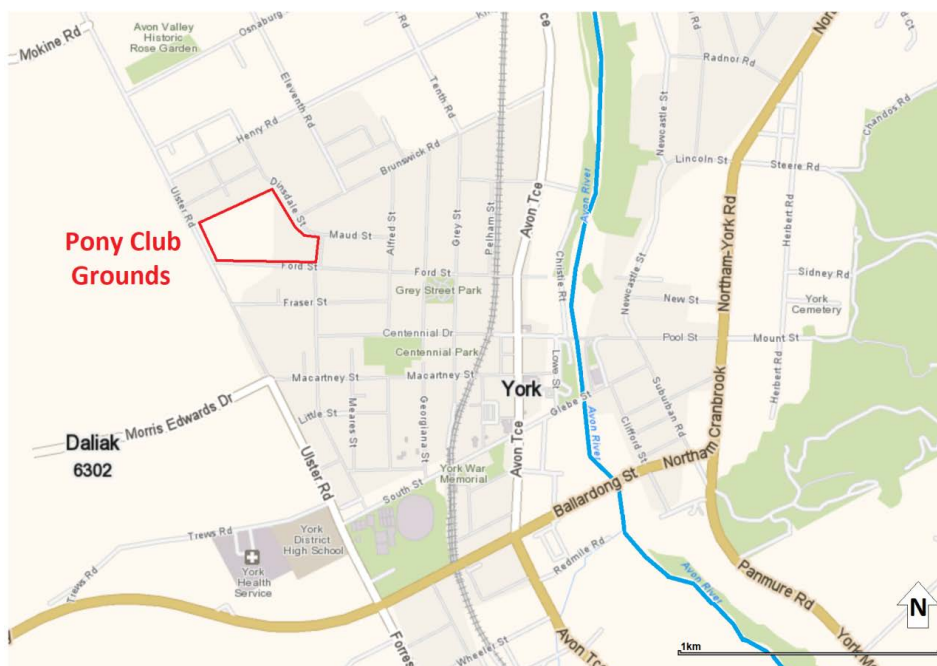 Mokine Rd
Avon Valley
Historic
Rose Garden
Osnaburg
Eleventh Rd
Tenth Rd
Henry Rd
Brunswick Rd
Radnor Rd
Newcastle St
Chandos Rd
Lincoln St
Steere Rd
Ulster Rd
Dinsdale St
Maud St
Alfred St
Grey St
Pelham St
Avon Tce
Avon River
Northam-York Rd
Herbert Rd
Pony Club
Grounds
Ford St
Ford St
Christie Rt
Newcastle St
Sidney Rd
Fraser St
Grey Street Park
New St
York
Cemetery
Centennial Dr
Pool St
Mount St
Centennial Park
Lowe St
Macartney St
Macartney St
York
Glebe St
Suburban Rd
Herbert Rd
Northam Cranbrook
Little St
Meares St
Georgiana St
Avon Tce
Avon River
Clifford St
Morris Edwards Dr
Daliak
6302
Ulster Rd
York War
Memorial
South St
Ballardong St
Trews Rd
York
District
High School
York
Health
Service
Trews Rd
Redmile Rd
Avon River
Panmure Rd
N
Wheeler St
Avon Tce
1km